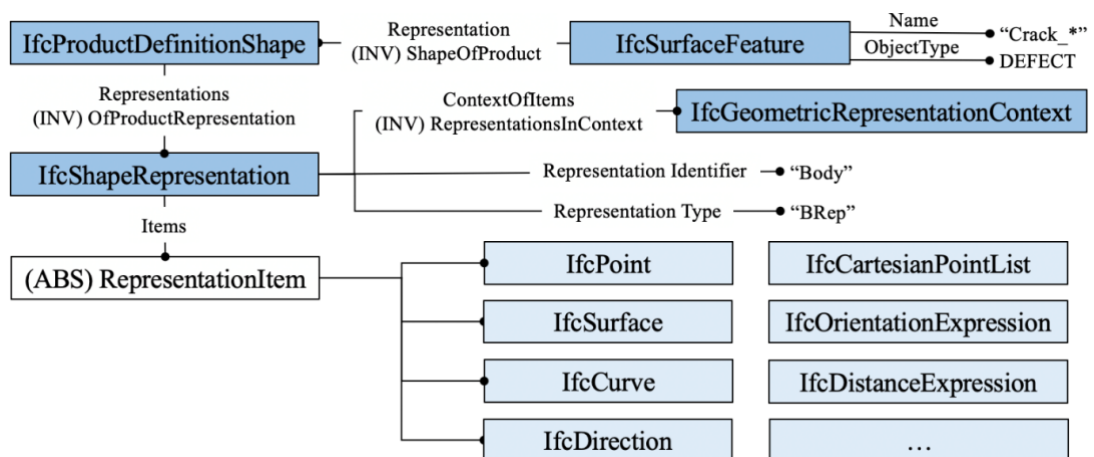 Name
IfcProductDefinitionShape
Representation
(INV) ShapeOfProduct
IfcSurfaceFeature
“Crack_*”
ObjectType
DEFECT
Representations
(INV) OfProductRepresentation
ContextOfItems
(INV) RepresentationsInContext
IfcGeometricRepresentationContext
IfcShapeRepresentation
Representation Identifier
“Body”
Representation Type
“BRep”
Items
(ABS) RepresentationItem
IfcPoint
IfcCartesianPointList
IfcSurface
IfcOrientationExpression
IfcCurve
IfcDistanceExpression
IfcDirection
…